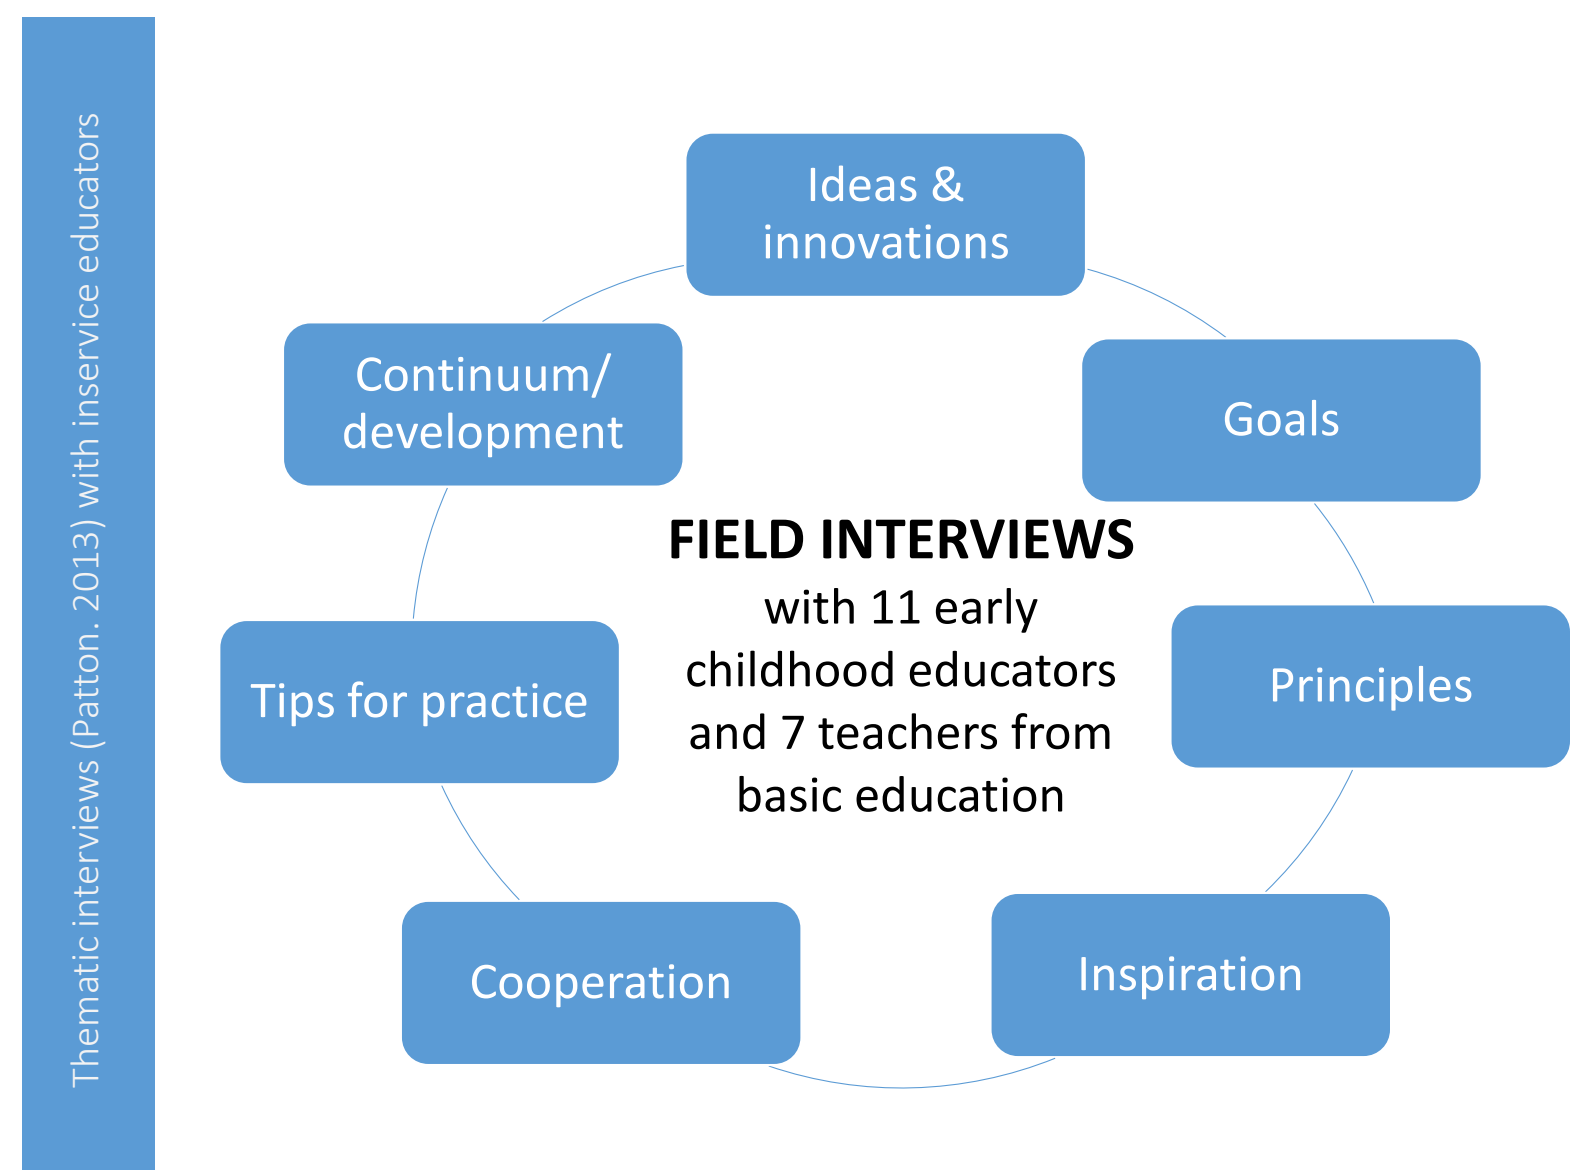 Thematic interviews (Patton. 2013) with inservice educators
Ideas &
innovations
Goals
Principles
Inspiration
Cooperation
Tips for practice
Continuum/
development
FIELD INTERVIEWS
with 11 early
childhood educators
and 7 teachers from
basic education